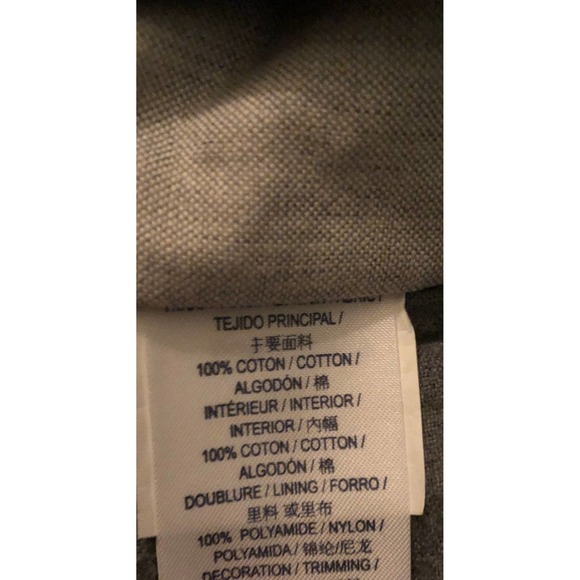 TEJIDO PRINCIPAL /
主要面料
100% COTON / COTTON /
ALGODÓN / 棉
INTÉRIEUR / INTERIOR /
INTERIOR / 内幅
100% COTON / COTTON /
ALGODÓN / 棉
DOUBLURE / LINING / FORRO /
里料 或里布
100% POLYAMIDE / NYLON /
POLYAMIDA / 锦纶/尼龙
DECORATION / TRIMMING /